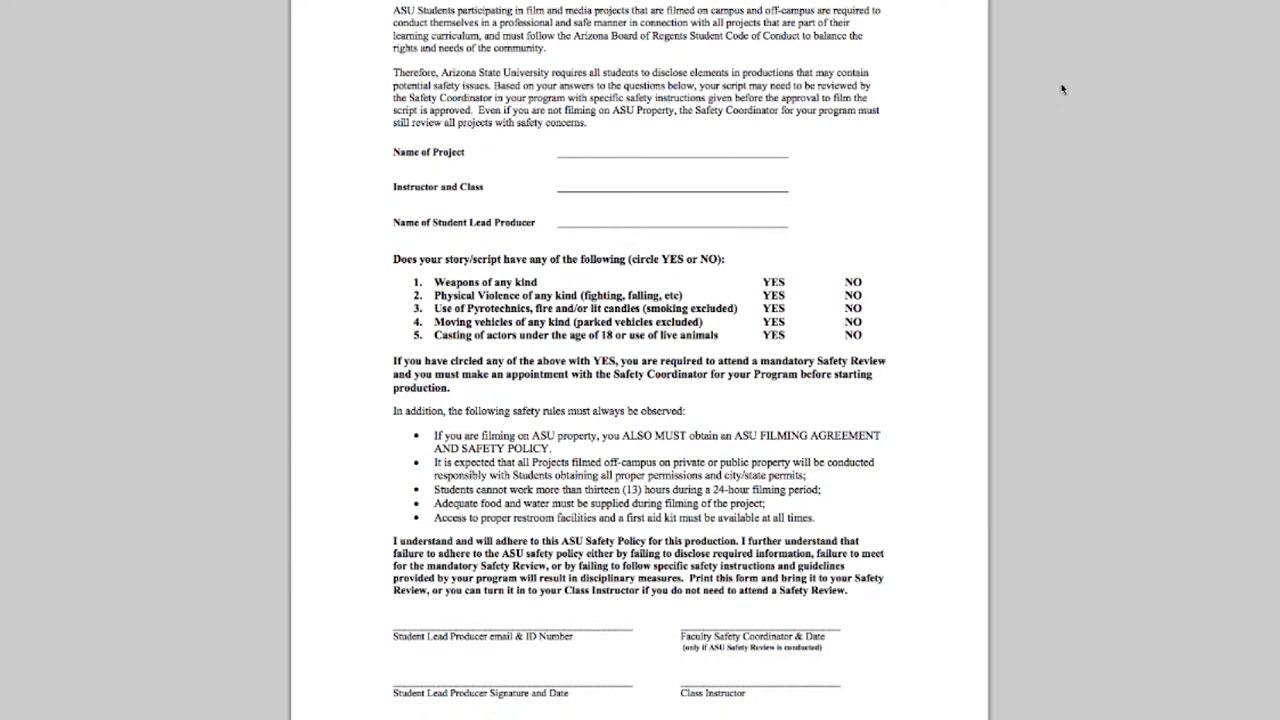 ASU Students participating in film and media projects that are filmed on campus and off-campus are required to
conduct themselves in a professional and safe manner in connection with all projects that are part of their
learning curriculum, and must follow the Arizona Board of Regents Student Code of Conduct to balance the
rights and needs of the community.
Therefore, Arizona State University requires all students to disclose elements in productions that may contain
potential safety issues. Based on your answers to the questions below, your script may need to be reviewed by
the Safety Coordinator in your program with specific safety instructions given before the approval to film the
script is approved. Even if you are not filming on ASU Property, the Safety Coordinator for your program must
still review all projects with safety concerns.
Name of Project
Instructor and Class
Name of Student Lead Producer
Does your story/script have any of the following (circle YES or NO):
1. Weapons of any kind YES NO
2. Physical Violence of any kind (fighting, falling, etc) YES NO
3. Use of Pyrotechnics, fire and/or lit candles (smoking excluded) YES NO
4. Moving vehicles of any kind (parked vehicles excluded) YES NO
5. Casting of actors under the age of 18 or use of live animals YES NO
If you have circled any of the above with YES, you are required to attend a mandatory Safety Review
and you must make an appointment with the Safety Coordinator for your Program before starting
production.
In addition, the following safety rules must always be observed:
• If you are filming on ASU property, you ALSO MUST obtain an ASU FILMING AGREEMENT
AND SAFETY POLICY.
• It is expected that all Projects filmed off-campus on private or public property will be conducted
responsibly with Students obtaining all proper permissions and city/state permits;
• Students cannot work more than thirteen (13) hours during a 24-hour filming period;
• Adequate food and water must be supplied during filming of the project;
• Access to proper restroom facilities and a first aid kit must be available at all times.
I understand and will adhere to this ASU Safety Policy for this production. I further understand that
failure to adhere to the ASU safety policy either by failing to disclose required information, failure to meet
for the mandatory Safety Review, or by failing to follow specific safety instructions and guidelines
provided by your program will result in disciplinary measures. Print this form and bring it to your Safety
Review, or you can turn it in to your Class Instructor if you do not need to attend a Safety Review.
Student Lead Producer email & ID Number
Faculty Safety Coordinator & Date
(only if ASU Safety Review is conducted)
Student Lead Producer Signature and Date
Class Instructor